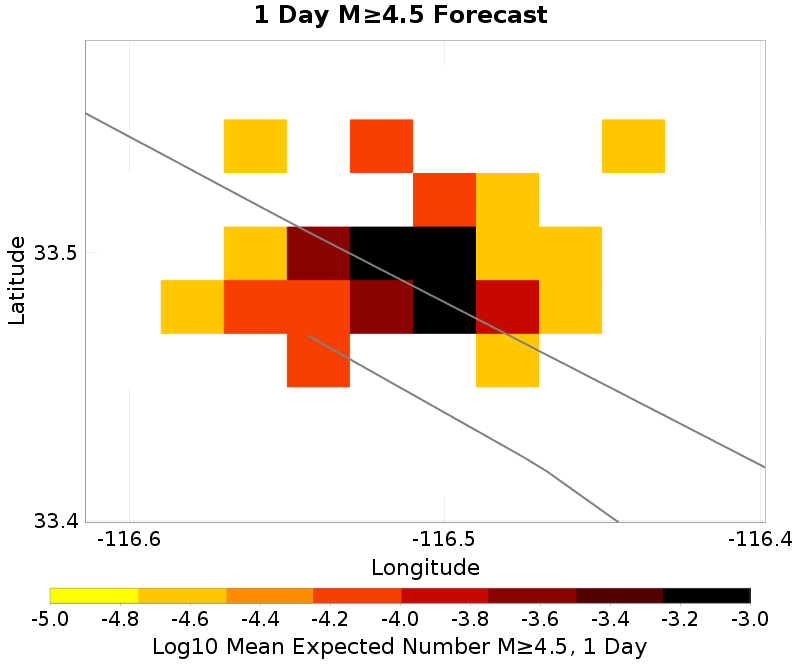 1 Day M≥4.5 Forecast
Latitude
33.5
33.4
-116.6 -116.5 -116.4
Longitude
-5.0 -4.8 -4.6 -4.4 -4.2 -4.0 -3.8 -3.6 -3.4 -3.2 -3.0
Log10 Mean Expected Number M≥4.5, 1 Day